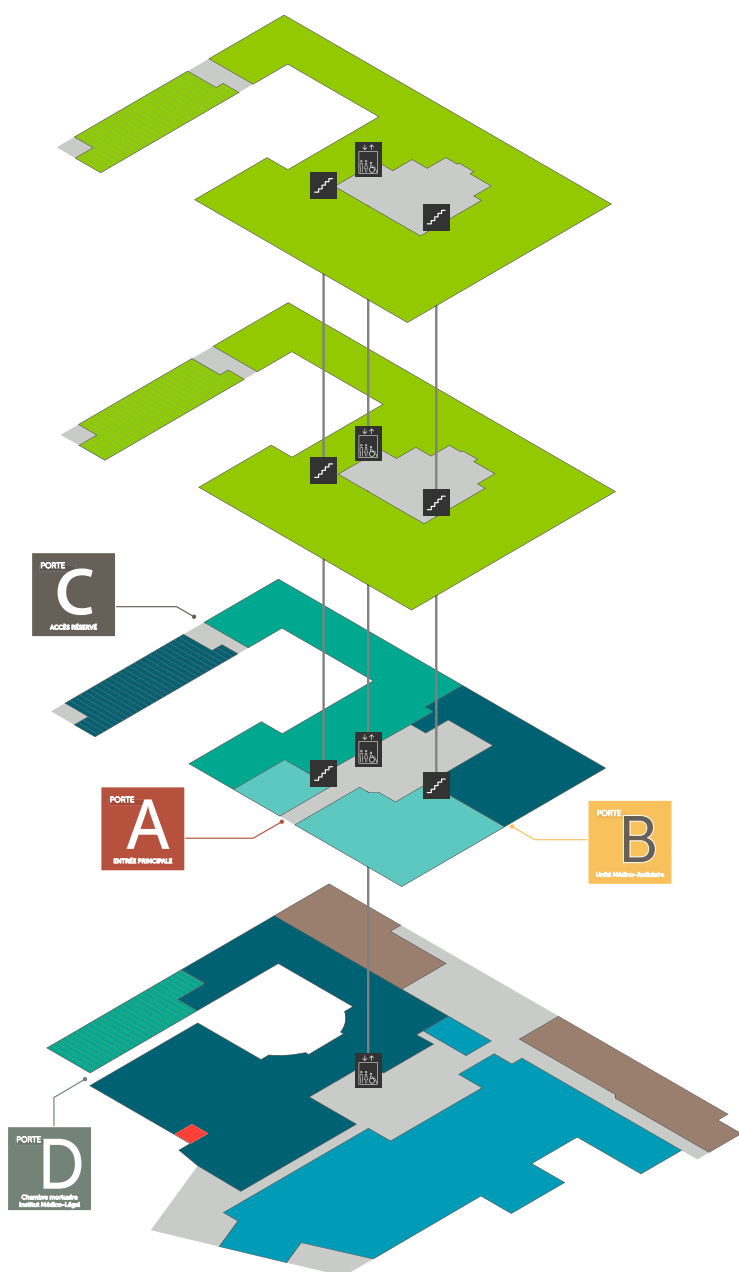 PORTE
C
ACCÈS RÉSERVÉ
PORTE
A
ENTRÉE PRINCIPALE
PORTE
B
Unité Médico-Judiciaire
PORTE
D
Chambre mortuaire
Institut Médico-Légal